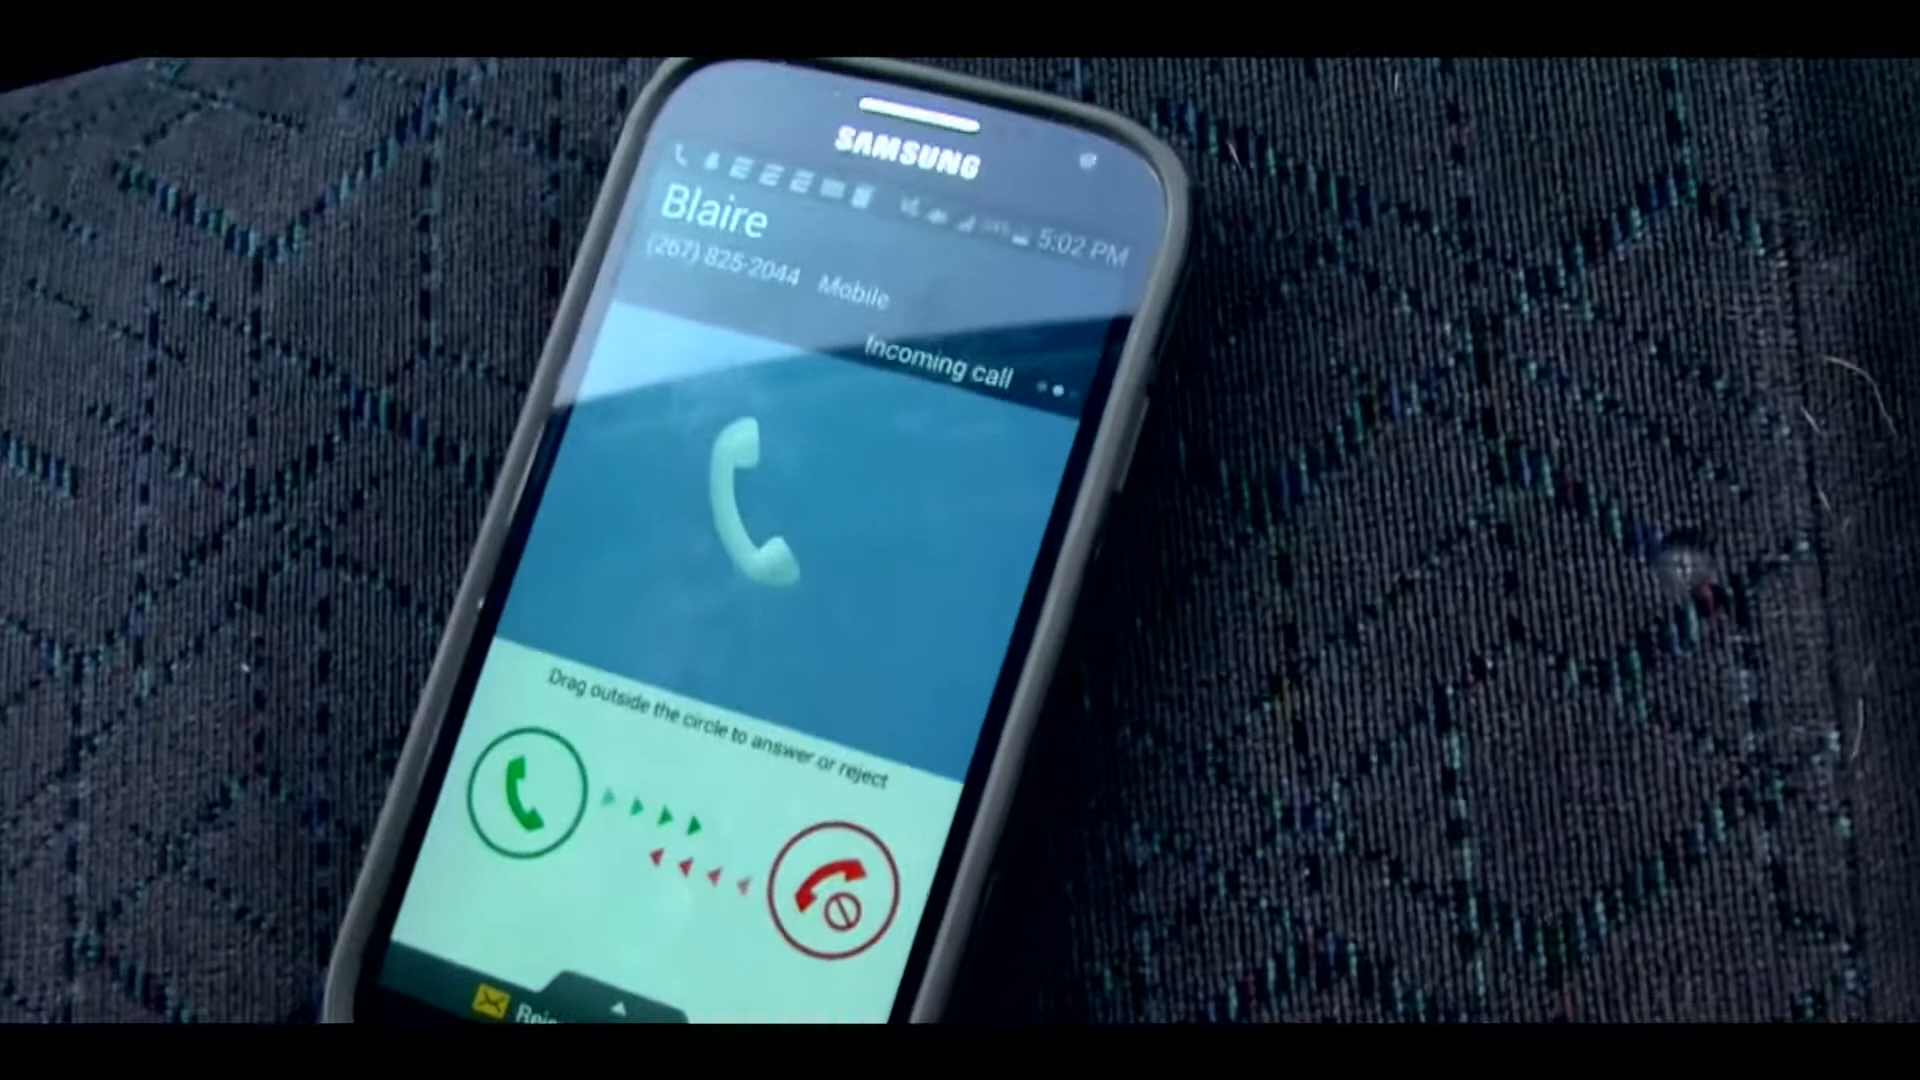 SAMSUNG
5:02 PM
Blaire
(267) 825-2044 Mobile
Incoming call
Drag outside the circle to answer or reject